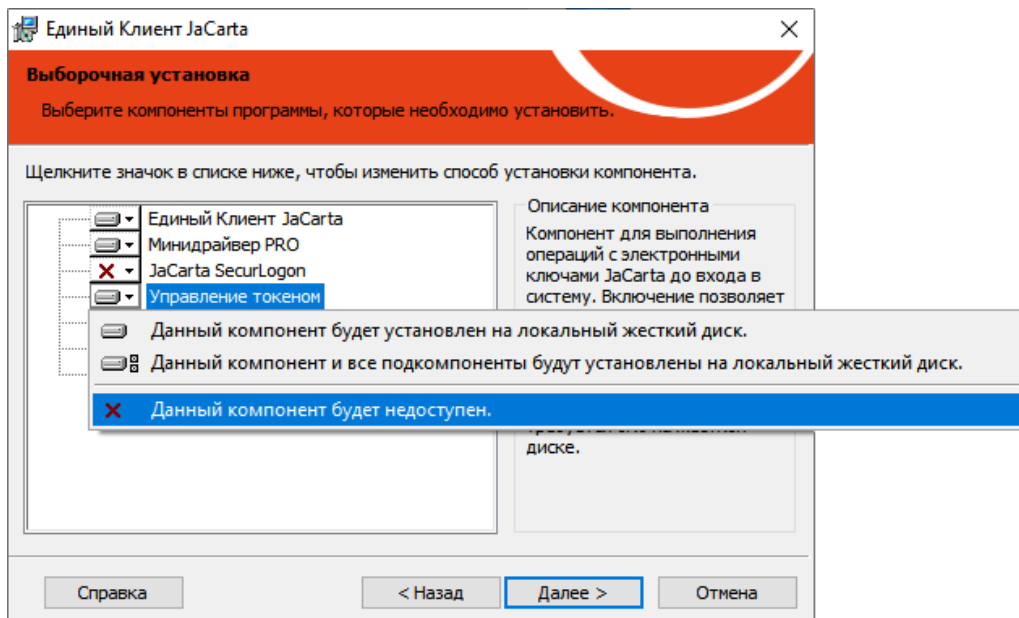 Единый Клиент JaCarta
Выборочная установка
Выберите компоненты программы, которые необходимо установить.
Щелкните значок в списке ниже, чтобы изменить способ установки компонента.
Единый Клиент JaCarta
Минидрайвер PRO
JaCarta SecurLogon
Управление токеном
Описание компонента
Компонент для выполнения
операций с электронными
ключами JaCarta до входа в
систему. Включение позволяет
Данный компонент будет установлен на локальный жесткий диск.
Данный компонент и все подкомпоненты будут установлены на локальный жесткий диск.
Данный компонент будет недоступен.
диске.
Справка
< Назад
Далее >
Отмена